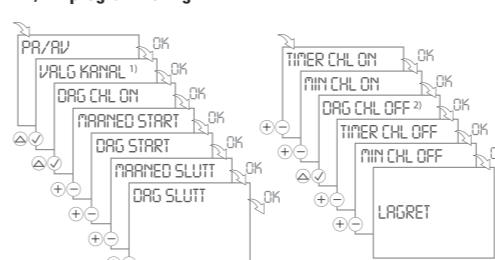 PA/AV
OK
VALG KANAL 1)
OK
DAG CHL ON
OK
MAANED START
OK
DAG START
OK
MAANED SLUTT
OK
DAG SLUTT
OK
TIMER CHL ON
OK
MIN CHL ON
OK
DAG CHL OFF 2)
OK
TIMER CHL OFF
OK
MIN CHL OFF
LAGRET